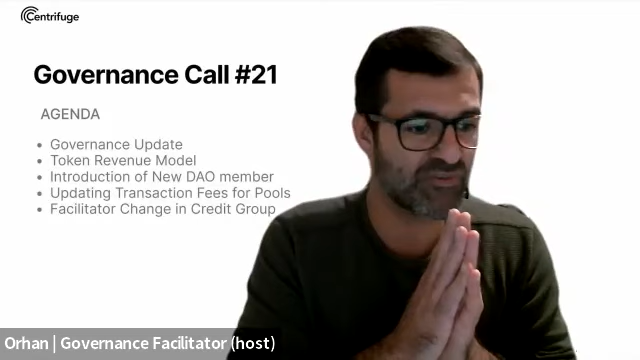 Centrifuge
Governance Call #21
AGENDA
• Governance Update
• Token Revenue Model
• Introduction of New DAO member
• Updating Transaction Fees for Pools
• Facilitator Change in Credit Group
Orhan | Governance Facilitator (host)